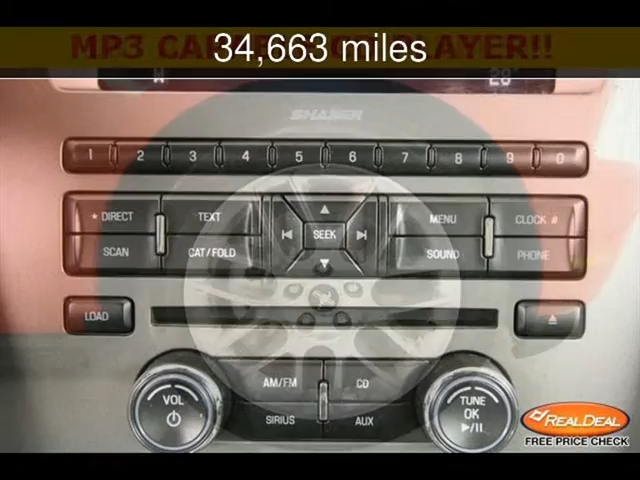 MP3 CA PLAYER!!
34,663 miles
28
SHAKER
1 2 3 4 5 6 7 8 9 0
* DIRECT TEXT MENU CLOCK #
SEEK
SCAN CAT/FOLD SOUND PHONE
LOAD
AM/FM CD
VOL TUNE
OK
SIRIUS AUX
REALDEAL
FREE PRICE CHECK